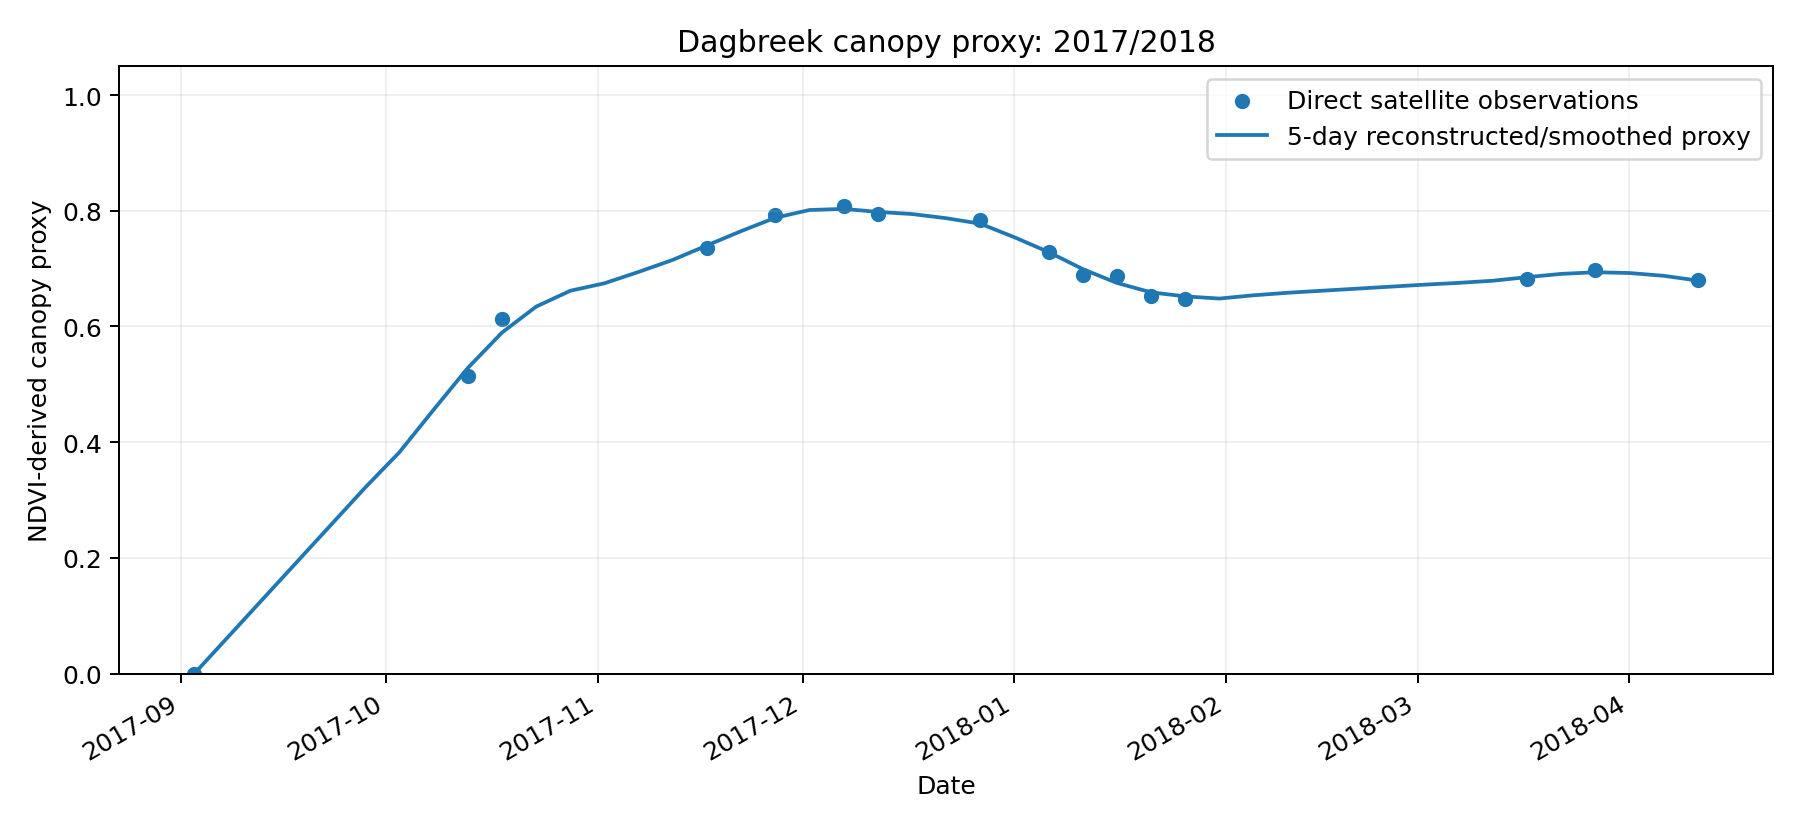 Dagbreek canopy proxy: 2017/2018
Direct satellite observations
5-day reconstructed/smoothed proxy
NDVI-derived canopy proxy
1.0
0.8
0.6
0.4
0.2
0.0
2017-09
2017-10
2017-11
2017-12
2018-01
2018-02
2018-03
2018-04
Date